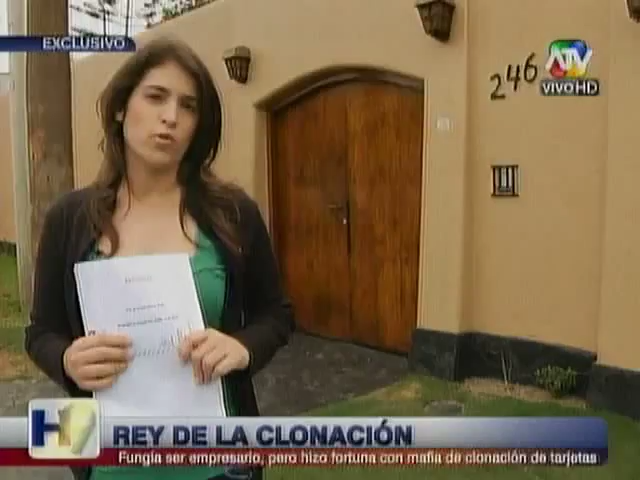 EXCLUSIVO
246
ATV
VIVO HD
H
REY DE LA CLONACIÓN
Fungía ser empresario, pero hizo fortuna con mafia de clonación de tarjetas